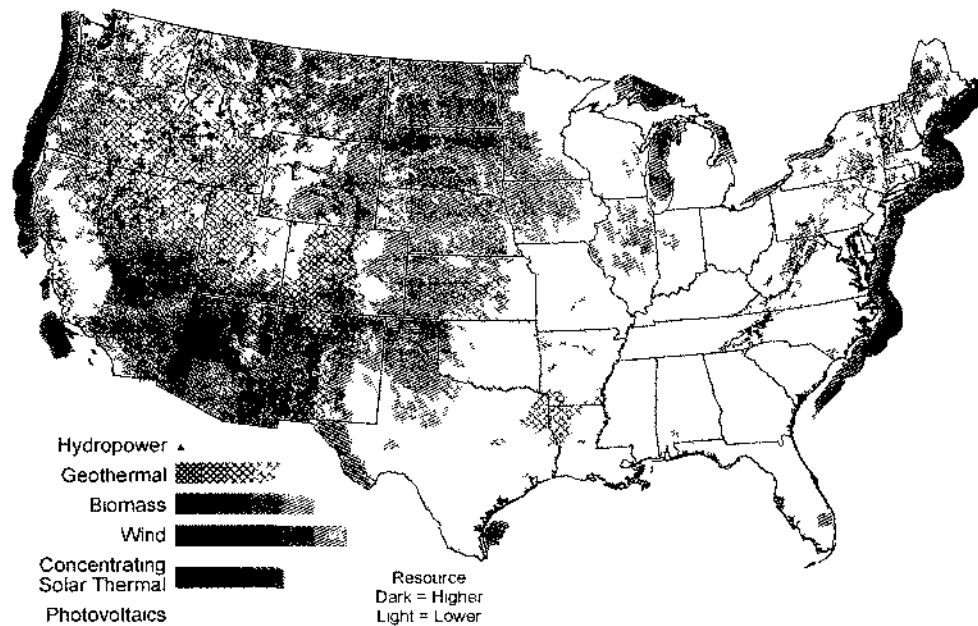 Hydropower
Geothermal
Biomass
Wind
Concentrating
Solar Thermal
Photovoltaics
Resource
Dark = Higher
Light = Lower